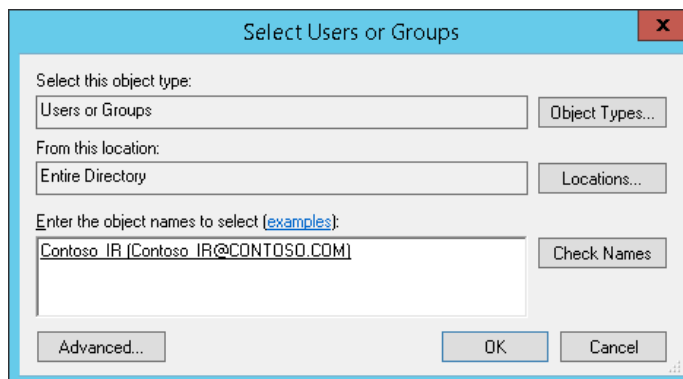 Select Users or Groups
x
Select this object type:
Users or Groups
Object Types...
From this location:
Entire Directory
Locations...
Enter the object names to select (examples):
Contoso_IR (Contoso_IR@CONTOSO.COM)
Check Names
Advanced...
OK
Cancel